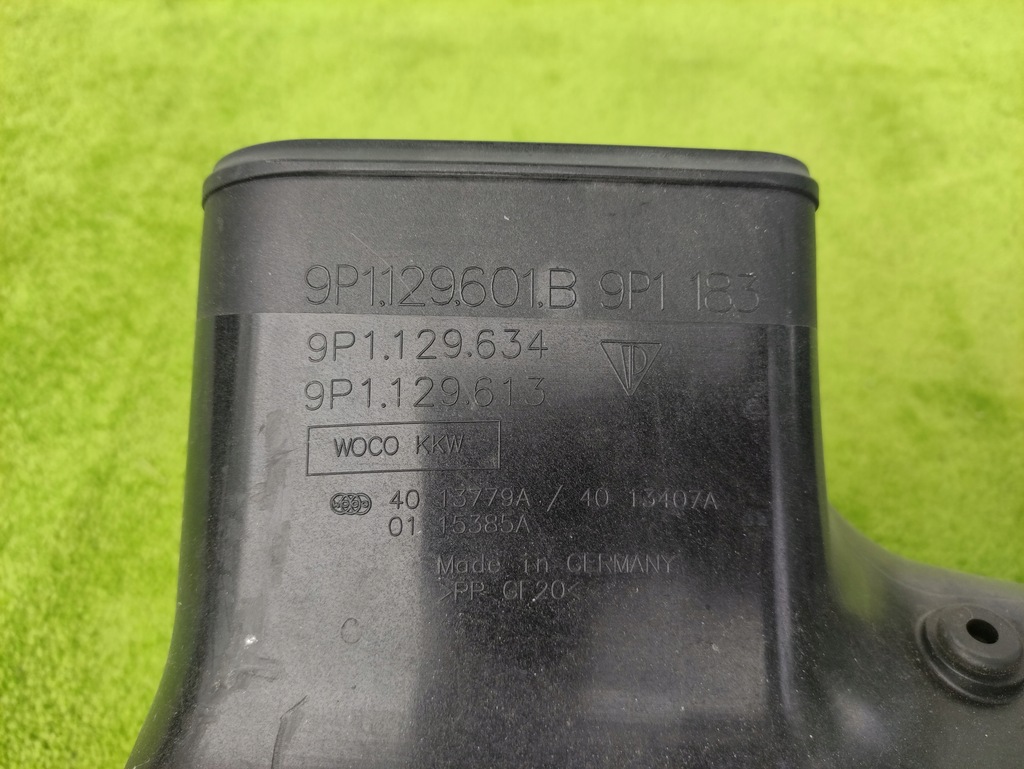 9P1.129.601.B 9P1 183
9P1.129.634
9P1.129.613
WOCO KKW
40 13779A / 40 13407A
01 15385A
Made in GERMANY
>PP GF20<
C